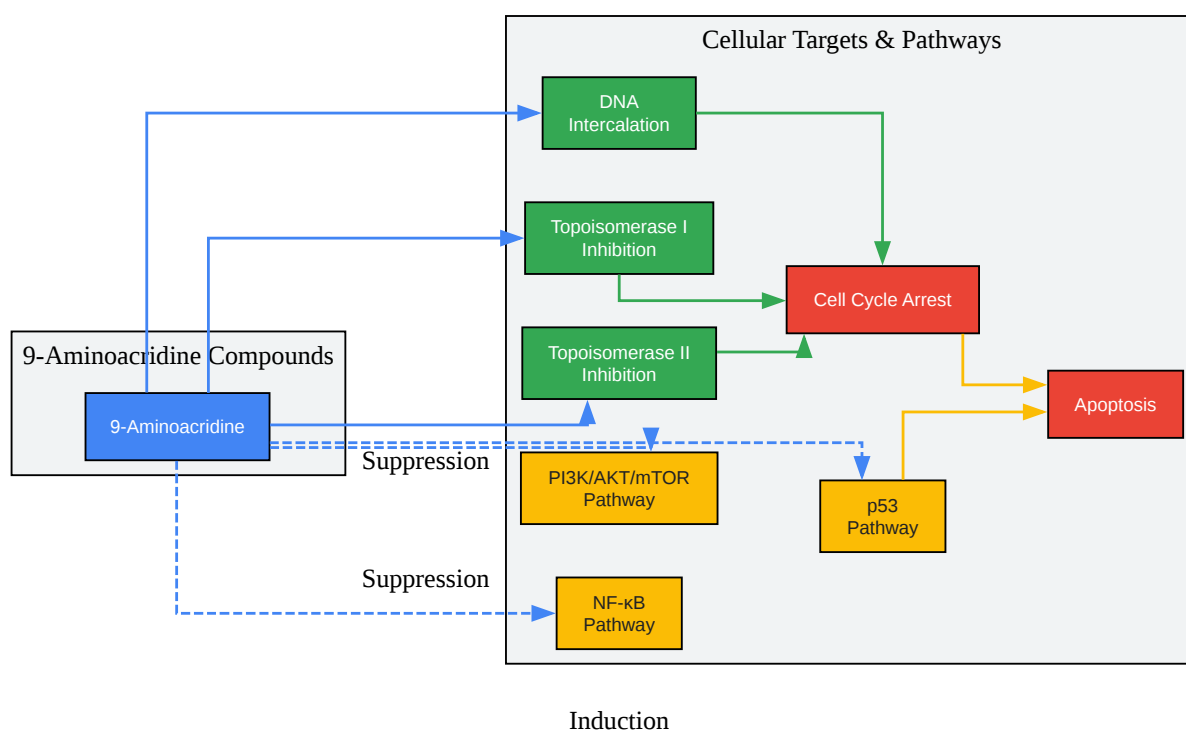 Cellular Targets & Pathways
DNA
Intercalation
Topoisomerase I
Inhibition
Cell Cycle Arrest
9-Aminoacridine Compounds
Topoisomerase II
Inhibition
9-Aminoacridine
Apoptosis
Suppression
PI3K/AKT/mTOR
Pathway
p53
Pathway
Suppression
NF-κB
Pathway
Induction